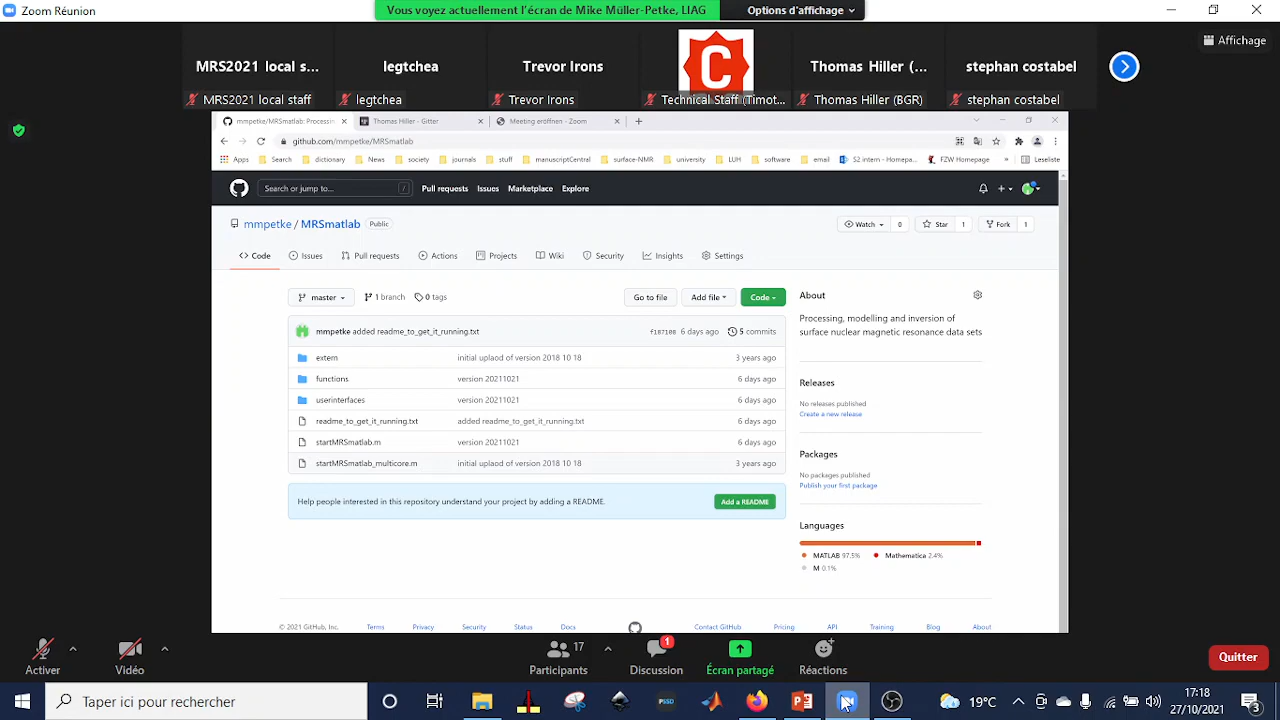 Zoom Réunion
Vous voyez actuellement l'écran de Mike Müller-Petke, LIAG
Options d'affichage
MRS2021 local s...
legtchea
Trevor Irons
C
Thomas Hiller (...
stephan costabel
Affichage
MRS2021 local staff
legtchea
Trevor Irons
Technical Staff (Timot...
Thomas Hiller (BGR)
stephan costabel
mmpetke/MRSmatlab: Processin
Thomas Hiller - Gitter
Meeting eröffnen - Zoom
github.com/mmpetke/MRSmatlab
Apps
Search
dictionary
News
society
journals
stuff
manuscriptCentral
surface-NMR
university
LUH
software
email
S2 intern - Homepa...
FZW Homepage
»
Leseliste
Search or jump to...
/
Pull requests
Issues
Marketplace
Explore
mmpetke / MRSmatlab
Public
Watch
0
Star
1
Fork
1
Code
Issues
Pull requests
Actions
Projects
Wiki
Security
Insights
Settings
master
1 branch
0 tags
Go to file
Add file
Code
About
Processing, modelling and inversion of
surface nuclear magnetic resonance data sets
mmpetke added readme_to_get_it_running.txt
f187180 6 days ago
5 commits
extern
initial uplaod of version 2018 10 18
3 years ago
functions
version 20211021
6 days ago
userinterfaces
version 20211021
6 days ago
readme_to_get_it_running.txt
added readme_to_get_it_running.txt
6 days ago
startMRSmatlab.m
version 20211021
6 days ago
startMRSmatlab_multicore.m
initial uplaod of version 2018 10 18
3 years ago
Releases
No releases published
Create a new release
Packages
No packages published
Publish your first package
Help people interested in this repository understand your project by adding a README.
Add a README
Languages
MATLAB 97.5%
Mathematica 2.4%
M 0.1%
© 2021 GitHub, Inc.
Terms
Privacy
Security
Status
Docs
Contact GitHub
Pricing
API
Training
Blog
About
Activer
Vidéo
17
Participants
1
Discussion
Écran partagé
Réactions
Quitter
Taper ici pour rechercher
PSSD
19°C
17:18
27/10/2021
3